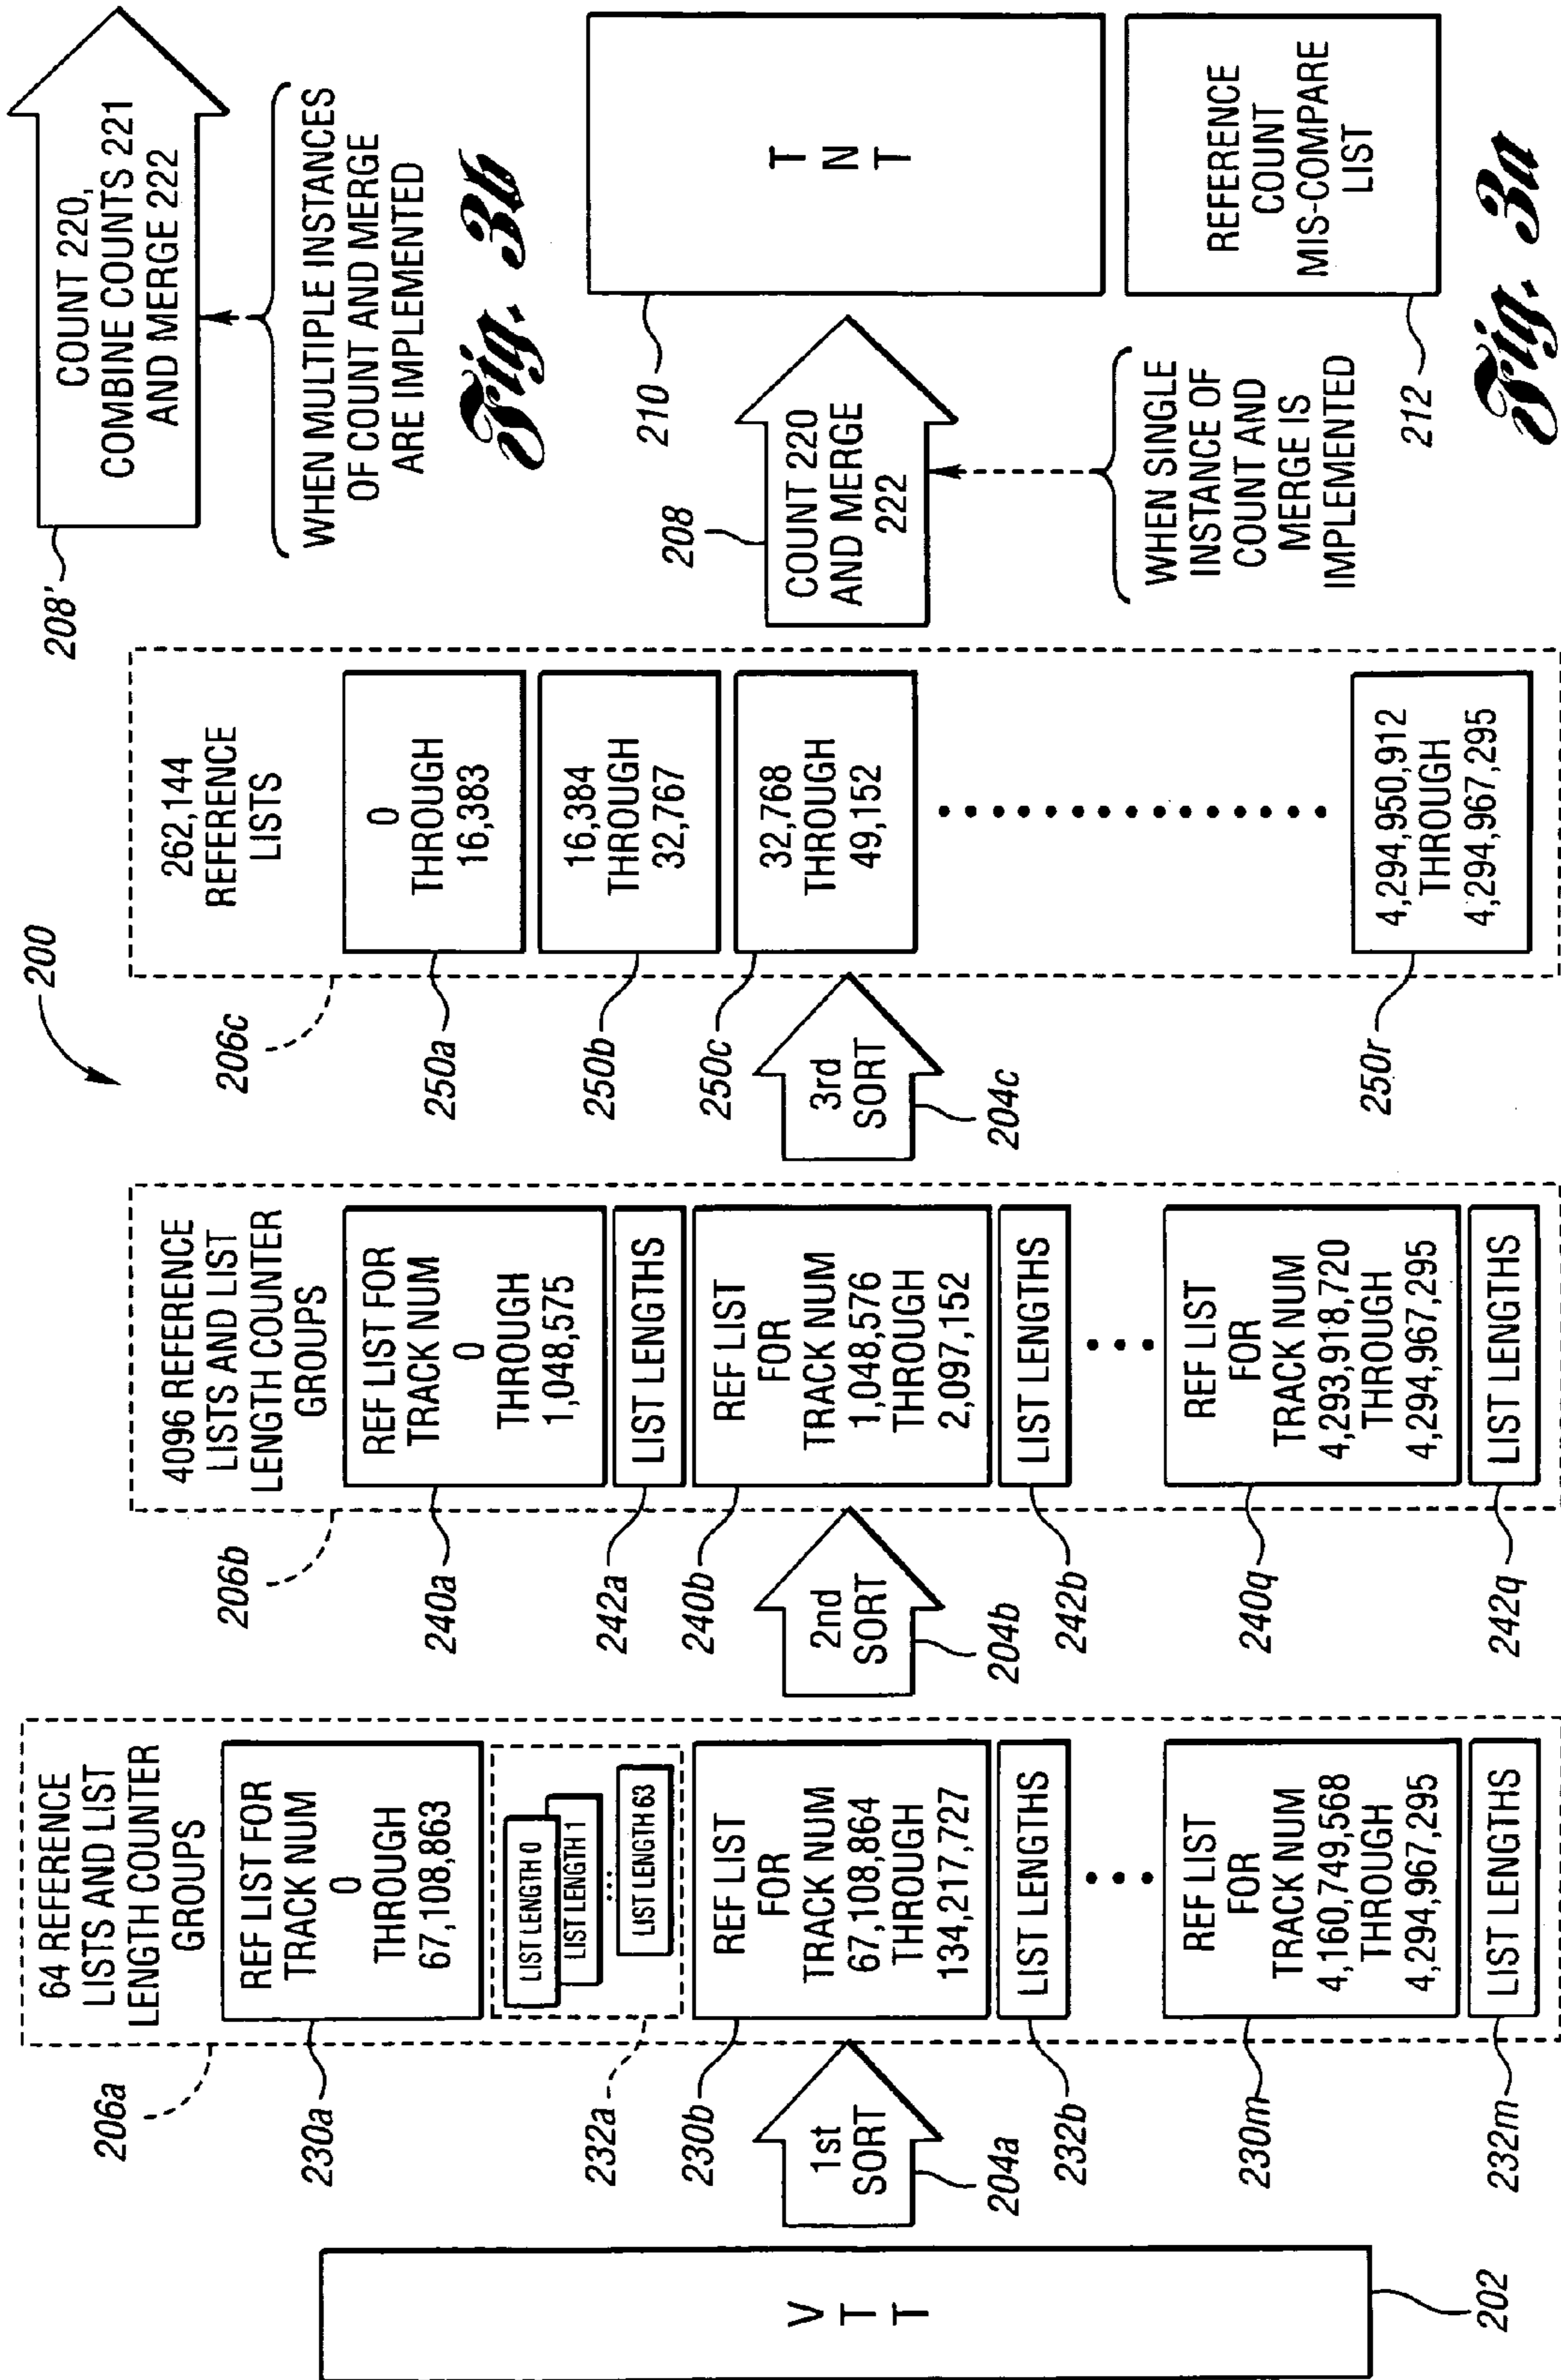 200
VTT
202
1st
SORT
204a
206a
64 REFERENCE
LISTS AND LIST
LENGTH COUNTER
GROUPS
230a
REF LIST FOR
TRACK NUM
0
THROUGH
67,108,863
232a
LIST LENGTH 0
LIST LENGTH 1
...
LIST LENGTH 63
230b
REF LIST
FOR
TRACK NUM
67,108,864
THROUGH
134,217,727
232b
LIST LENGTHS
230m
REF LIST
FOR
TRACK NUM
4,160,749,568
THROUGH
4,294,967,295
232m
LIST LENGTHS
2nd
SORT
204b
206b
4096 REFERENCE
LISTS AND LIST
LENGTH COUNTER
GROUPS
240a
REF LIST FOR
TRACK NUM
0
THROUGH
1,048,575
242a
LIST LENGTHS
240b
REF LIST
FOR
TRACK NUM
1,048,576
THROUGH
2,097,152
242b
LIST LENGTHS
240q
REF LIST
FOR
TRACK NUM
4,293,918,720
THROUGH
4,294,967,295
242q
LIST LENGTHS
3rd
SORT
204c
206c
262,144
REFERENCE
LISTS
250a
0
THROUGH
16,383
250b
16,384
THROUGH
32,767
250c
32,768
THROUGH
49,152
250r
4,294,950,912
THROUGH
4,294,967,295
208'
COUNT 220,
COMBINE COUNTS 221
AND MERGE 222
WHEN MULTIPLE INSTANCES
OF COUNT AND MERGE
ARE IMPLEMENTED
Fig. 3b
208
COUNT 220
AND MERGE
222
WHEN SINGLE
INSTANCE OF
COUNT AND
MERGE IS
IMPLEMENTED
210
TNT
REFERENCE
COUNT
MIS-COMPARE
LIST
212
Fig. 3a